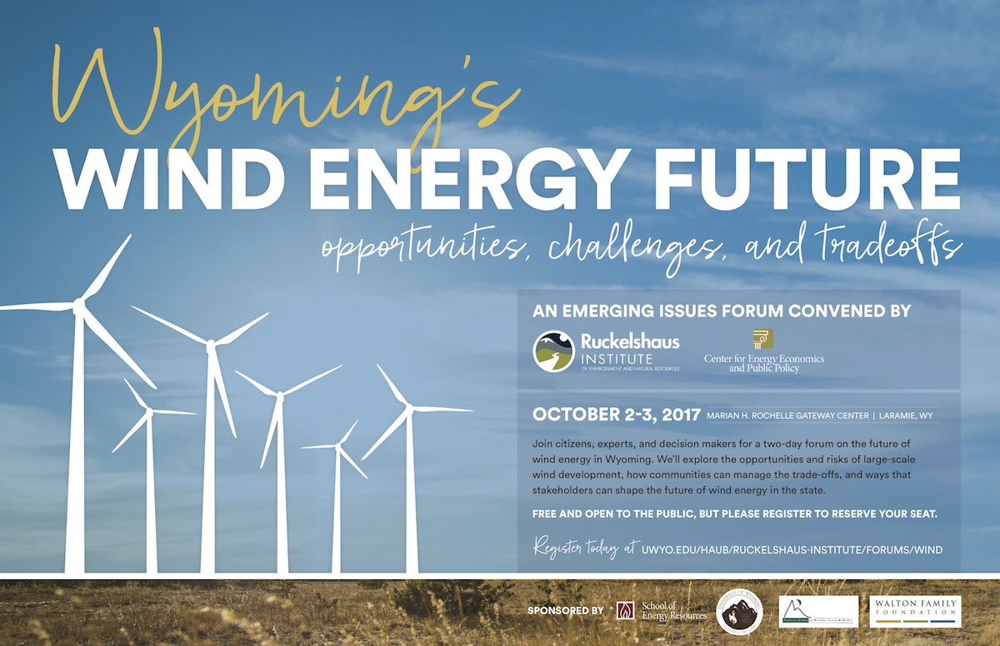 Wyoming's
WIND ENERGY FUTURE
opportunities, challenges, and tradeoffs
AN EMERGING ISSUES FORUM CONVENED BY
Ruckelshaus
INSTITUTE
OF ENVIRONMENT AND NATURAL RESOURCES
Center for Energy Economics
and Public Policy
OCTOBER 2-3, 2017 MARIAN H. ROCHELLE GATEWAY CENTER | LARAMIE, WY
Join citizens, experts, and decision makers for a two-day forum on the future of
wind energy in Wyoming. We'll explore the opportunities and risks of large-scale
wind development, how communities can manage the trade-offs, and ways that
stakeholders can shape the future of wind energy in the state.
FREE AND OPEN TO THE PUBLIC, BUT PLEASE REGISTER TO RESERVE YOUR SEAT.
Register today at UWYO.EDU/HAUB/RUCKELSHAUS-INSTITUTE/FORUMS/WIND
SPONSORED BY
School of
Energy Resources
UNIVERSITY OF WYOMING
WALTON FAMILY
FOUNDATION